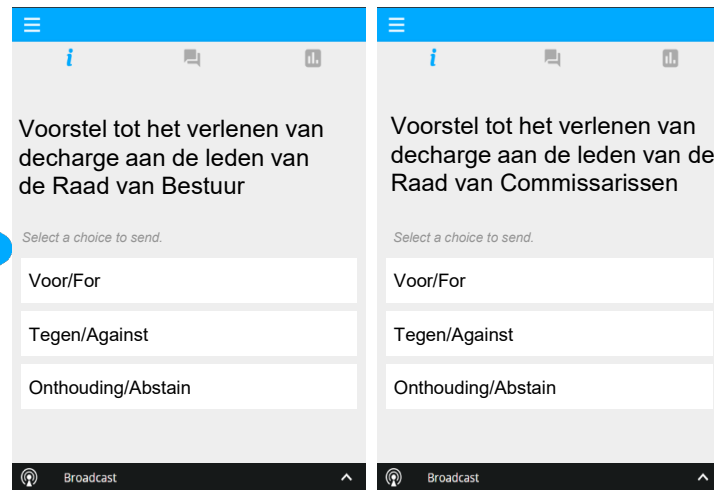 Voorstel tot het verlenen van
decharge aan de leden van
de Raad van Bestuur
Select a choice to send.
Voor/For
Tegen/Against
Onthouding/Abstain
Broadcast
Voorstel tot het verlenen van
decharge aan de leden van de
Raad van Commissarissen
Select a choice to send.
Voor/For
Tegen/Against
Onthouding/Abstain
Broadcast